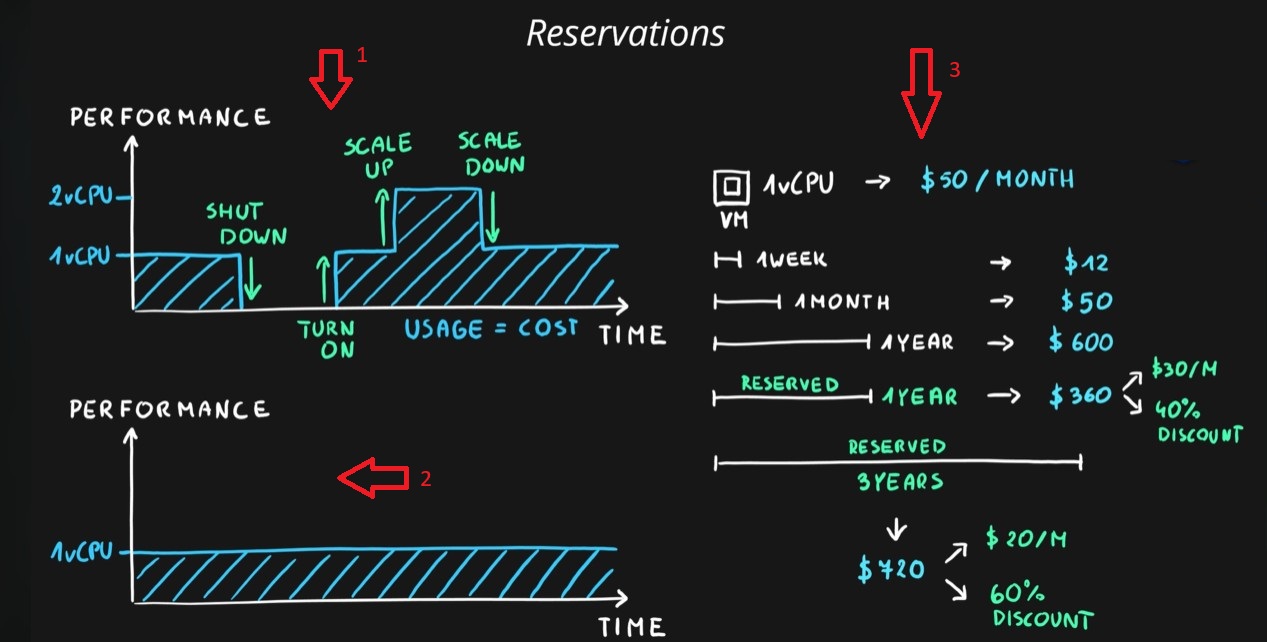 Reservations
1
PERFORMANCE
2vCPU
1vCPU
SHUT
DOWN
SCALE
UP
SCALE
DOWN
TURN
ON
USAGE = COST
TIME
2
PERFORMANCE
1vCPU
TIME
3
VM
1vCPU → $50/MONTH
1WEEK → $12
1MONTH → $50
1YEAR → $600
RESERVED
1YEAR → $360
$30/M
40%
DISCOUNT
RESERVED
3YEARS
$720
$20/M
60%
DISCOUNT